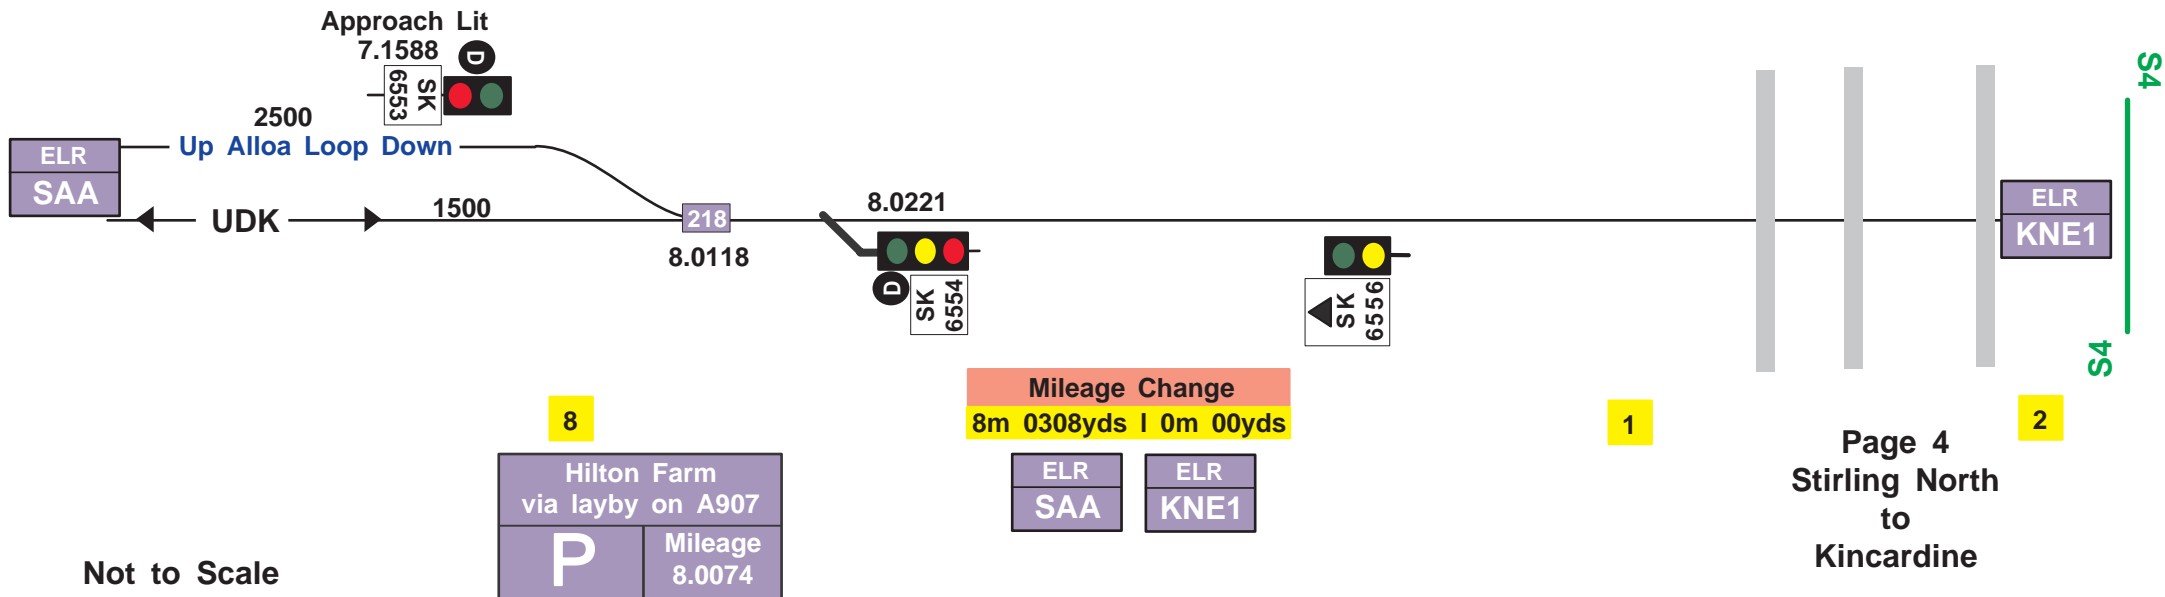 Approach Lit
7.1588
D
SK
6553
2500
Up Alloa Loop Down
ELR
SAA
UDK
1500
218
8.0118
8.0221
D
SK
6554
SK
6556
ELR
KNE1
S4
S4
Mileage Change
8m 0308yds I 0m 00yds
ELR
SAA
ELR
KNE1
8
1
2
Hilton Farm
via layby on A907
P
Mileage
8.0074
Page 4
Stirling North
to
Kincardine
Not to Scale